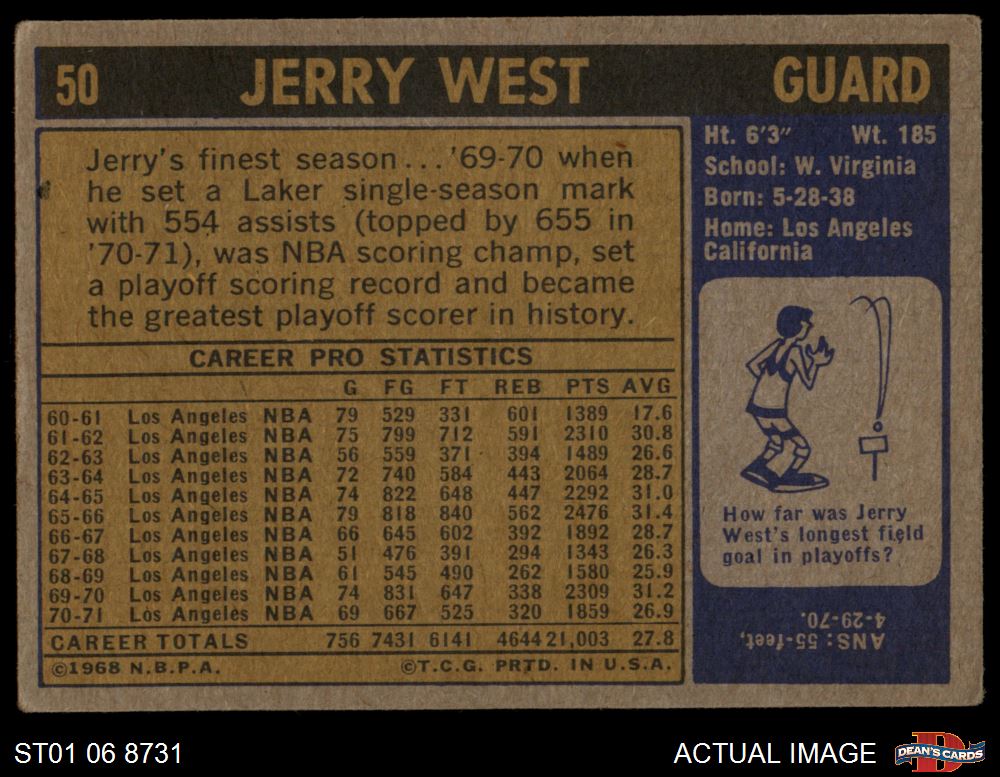 50 JERRY WEST GUARD
Jerry's finest season...'69-70 when
he set a Laker single-season mark
with 554 assists (topped by 655 in
'70-71), was NBA scoring champ, set
a playoff scoring record and became
the greatest playoff scorer in history.
CAREER PRO STATISTICS
G FG FT REB PTS AVG
60-61 Los Angeles NBA 79 529 331 601 1389 17.6
61-62 Los Angeles NBA 75 799 712 591 2310 30.8
62-63 Los Angeles NBA 56 559 371 394 1489 26.6
63-64 Los Angeles NBA 72 740 584 443 2064 28.7
64-65 Los Angeles NBA 74 822 648 447 2292 31.0
65-66 Los Angeles NBA 79 818 840 562 2476 31.4
66-67 Los Angeles NBA 66 645 602 392 1892 28.7
67-68 Los Angeles NBA 51 476 391 294 1343 26.3
68-69 Los Angeles NBA 61 545 490 262 1580 25.9
69-70 Los Angeles NBA 74 831 647 338 2309 31.2
70-71 Los Angeles NBA 69 667 525 320 1859 26.9
CAREER TOTALS 756 7431 6141 4644 21,003 27.8
©1968 N.B.P.A. ©T.C.G. PRTD. IN U.S.A.
Ht. 6'3" Wt. 185
School: W. Virginia
Born: 5-28-38
Home: Los Angeles
California
How far was Jerry
West's longest field
goal in playoffs?
ANS: 55-feet,
4-29-70.
ST01 06 8731 ACTUAL IMAGE
D
DEAN'S CARDS